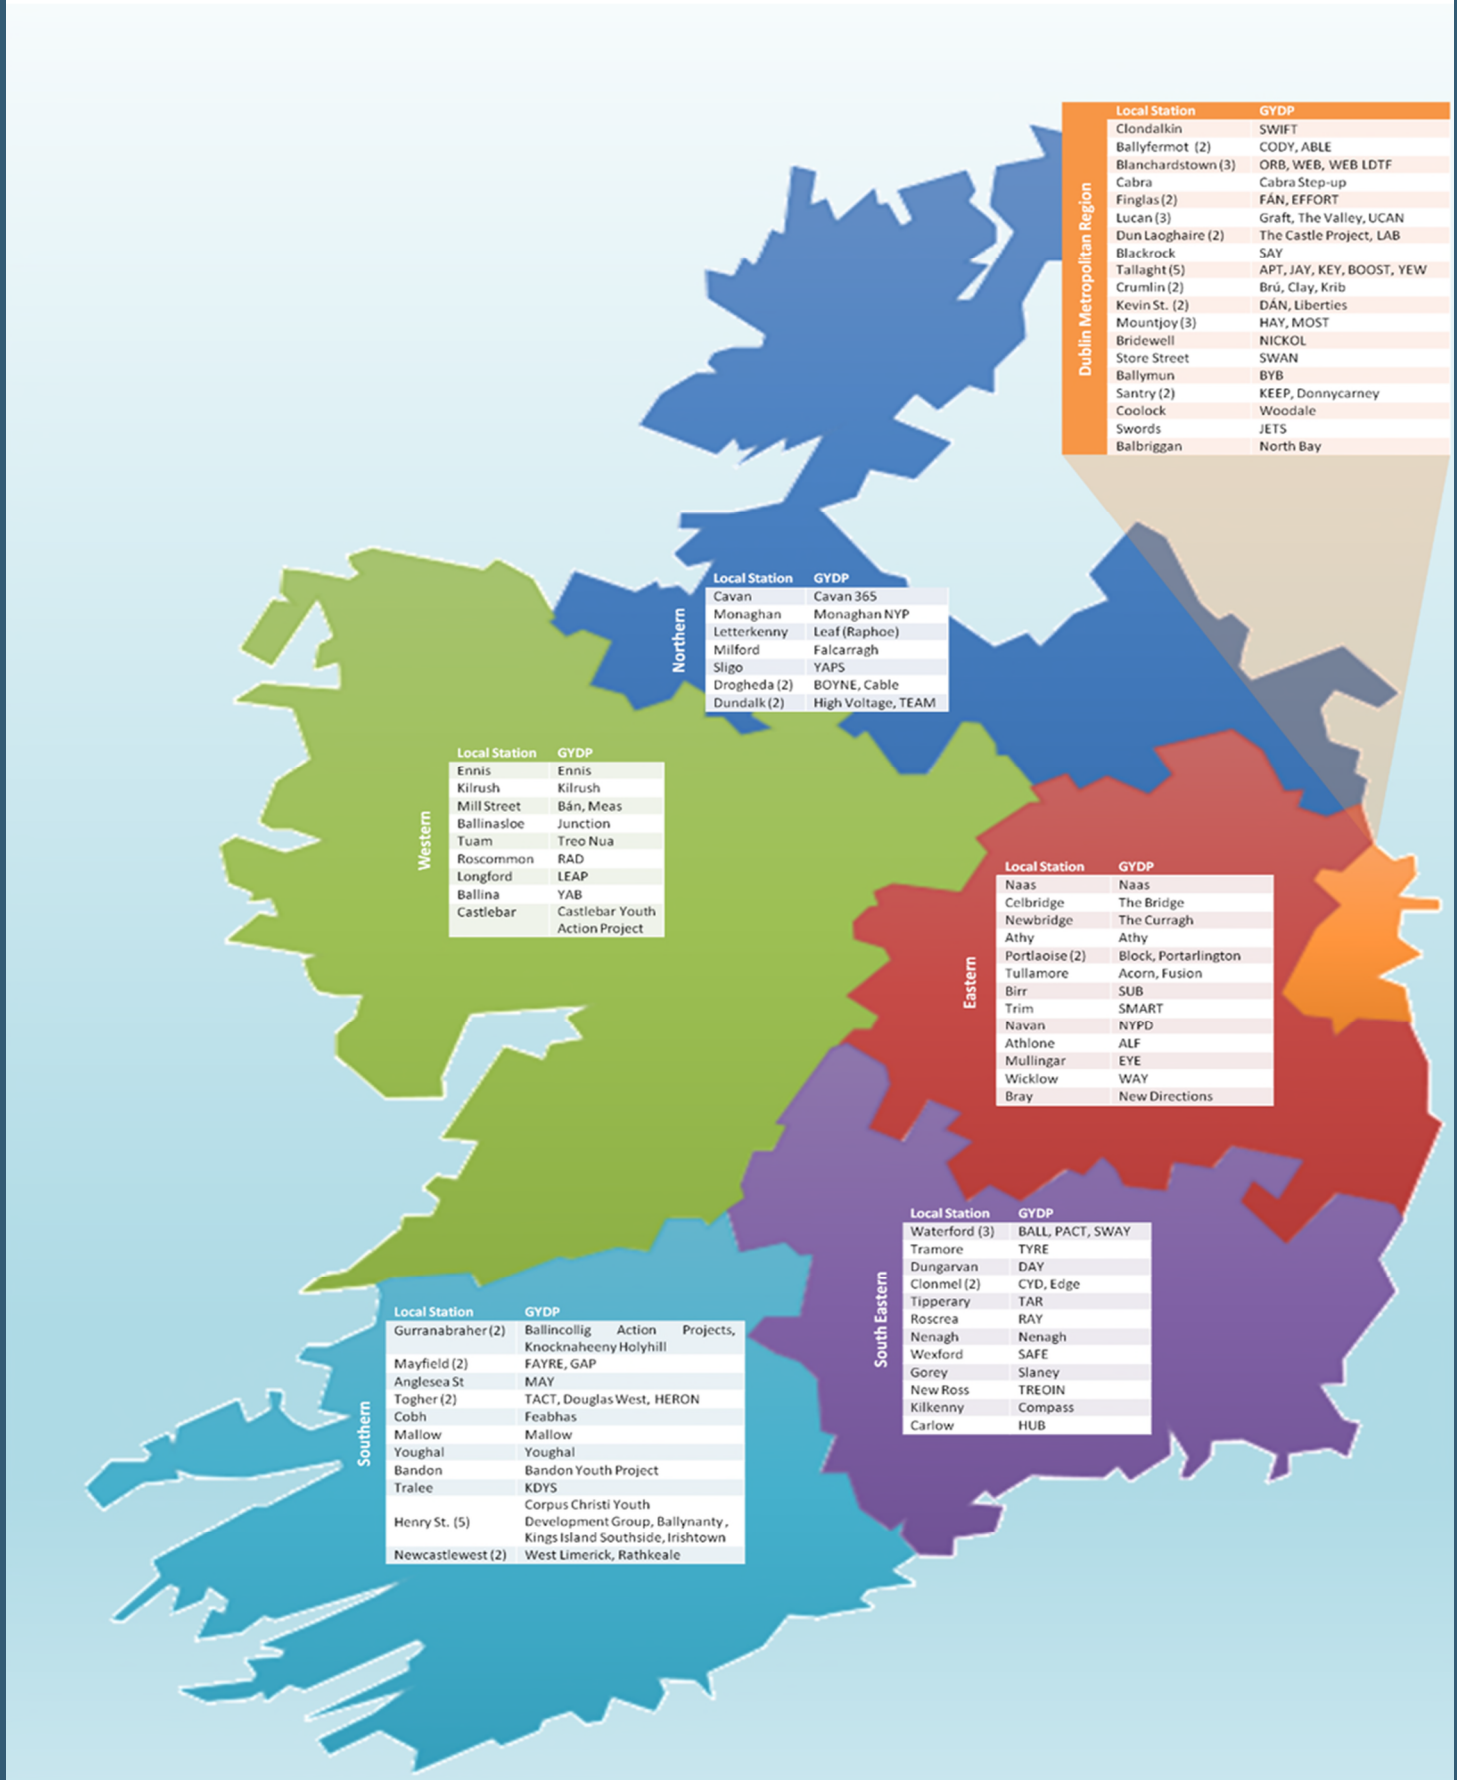 Dublin Metropolitan Region
Local Station GYDP
Clondalkin SWIFT
Ballyfermot (2) CODY, ABLE
Blanchardstown (3) ORB, WEB, WEB LDTF
Cabra Cabra Step-up
Finglas (2) FÁN, EFFORT
Lucan (3) Graft, The Valley, UCAN
Dun Laoghaire (2) The Castle Project, LAB
Blackrock SAY
Tallaght (5) APT, JAY, KEY, BOOST, YEW
Crumlin (2) Brú, Clay, Krib
Kevin St. (2) DÁN, Liberties
Mountjoy (3) HAY, MOST
Bridewell NICKOL
Store Street SWAN
Ballymun BYB
Santry (2) KEEP, Donnycarney
Coolock Woodale
Swords JETS
Balbriggan North Bay
Northern
Local Station GYDP
Cavan Cavan 365
Monaghan Monaghan NYP
Letterkenny Leaf (Raphoe)
Milford Falcarragh
Sligo YAPS
Drogheda (2) BOYNE, Cable
Dundalk (2) High Voltage, TEAM
Western
Local Station GYDP
Ennis Ennis
Kilrush Kilrush
Mill Street Bán, Meas
Ballinasloe Junction
Tuam Treo Nua
Roscommon RAD
Longford LEAP
Ballina YAB
Castlebar Castlebar Youth
Action Project
Eastern
Local Station GYDP
Naas Naas
Celbridge The Bridge
Newbridge The Curragh
Athy Athy
Portlaoise (2) Block, Portarlington
Tullamore Acorn, Fusion
Birr SUB
Trim SMART
Navan NYPD
Athlone ALF
Mullingar EYE
Wicklow WAY
Bray New Directions
South Eastern
Local Station GYDP
Waterford (3) BALL, PACT, SWAY
Tramore TYRE
Dungarvan DAY
Clonmel (2) CYD, Edge
Tipperary TAR
Roscrea RAY
Nenagh Nenagh
Wexford SAFE
Gorey Slaney
New Ross TREOIN
Kilkenny Compass
Carlow HUB
Southern
Local Station GYDP
Gurranabraher (2) Ballincollig Action Projects,
Knocknaheeny Holyhill
Mayfield (2) FAYRE, GAP
Anglesea St MAY
Togher (2) TACT, Douglas West, HERON
Cobh Feabhas
Mallow Mallow
Youghal Youghal
Bandon Bandon Youth Project
Tralee KDYS
Corpus Christi Youth
Henry St. (5) Development Group, Ballynanty,
Kings Island Southside, Irishtown
Newcastlewest (2) West Limerick, Rathkeale